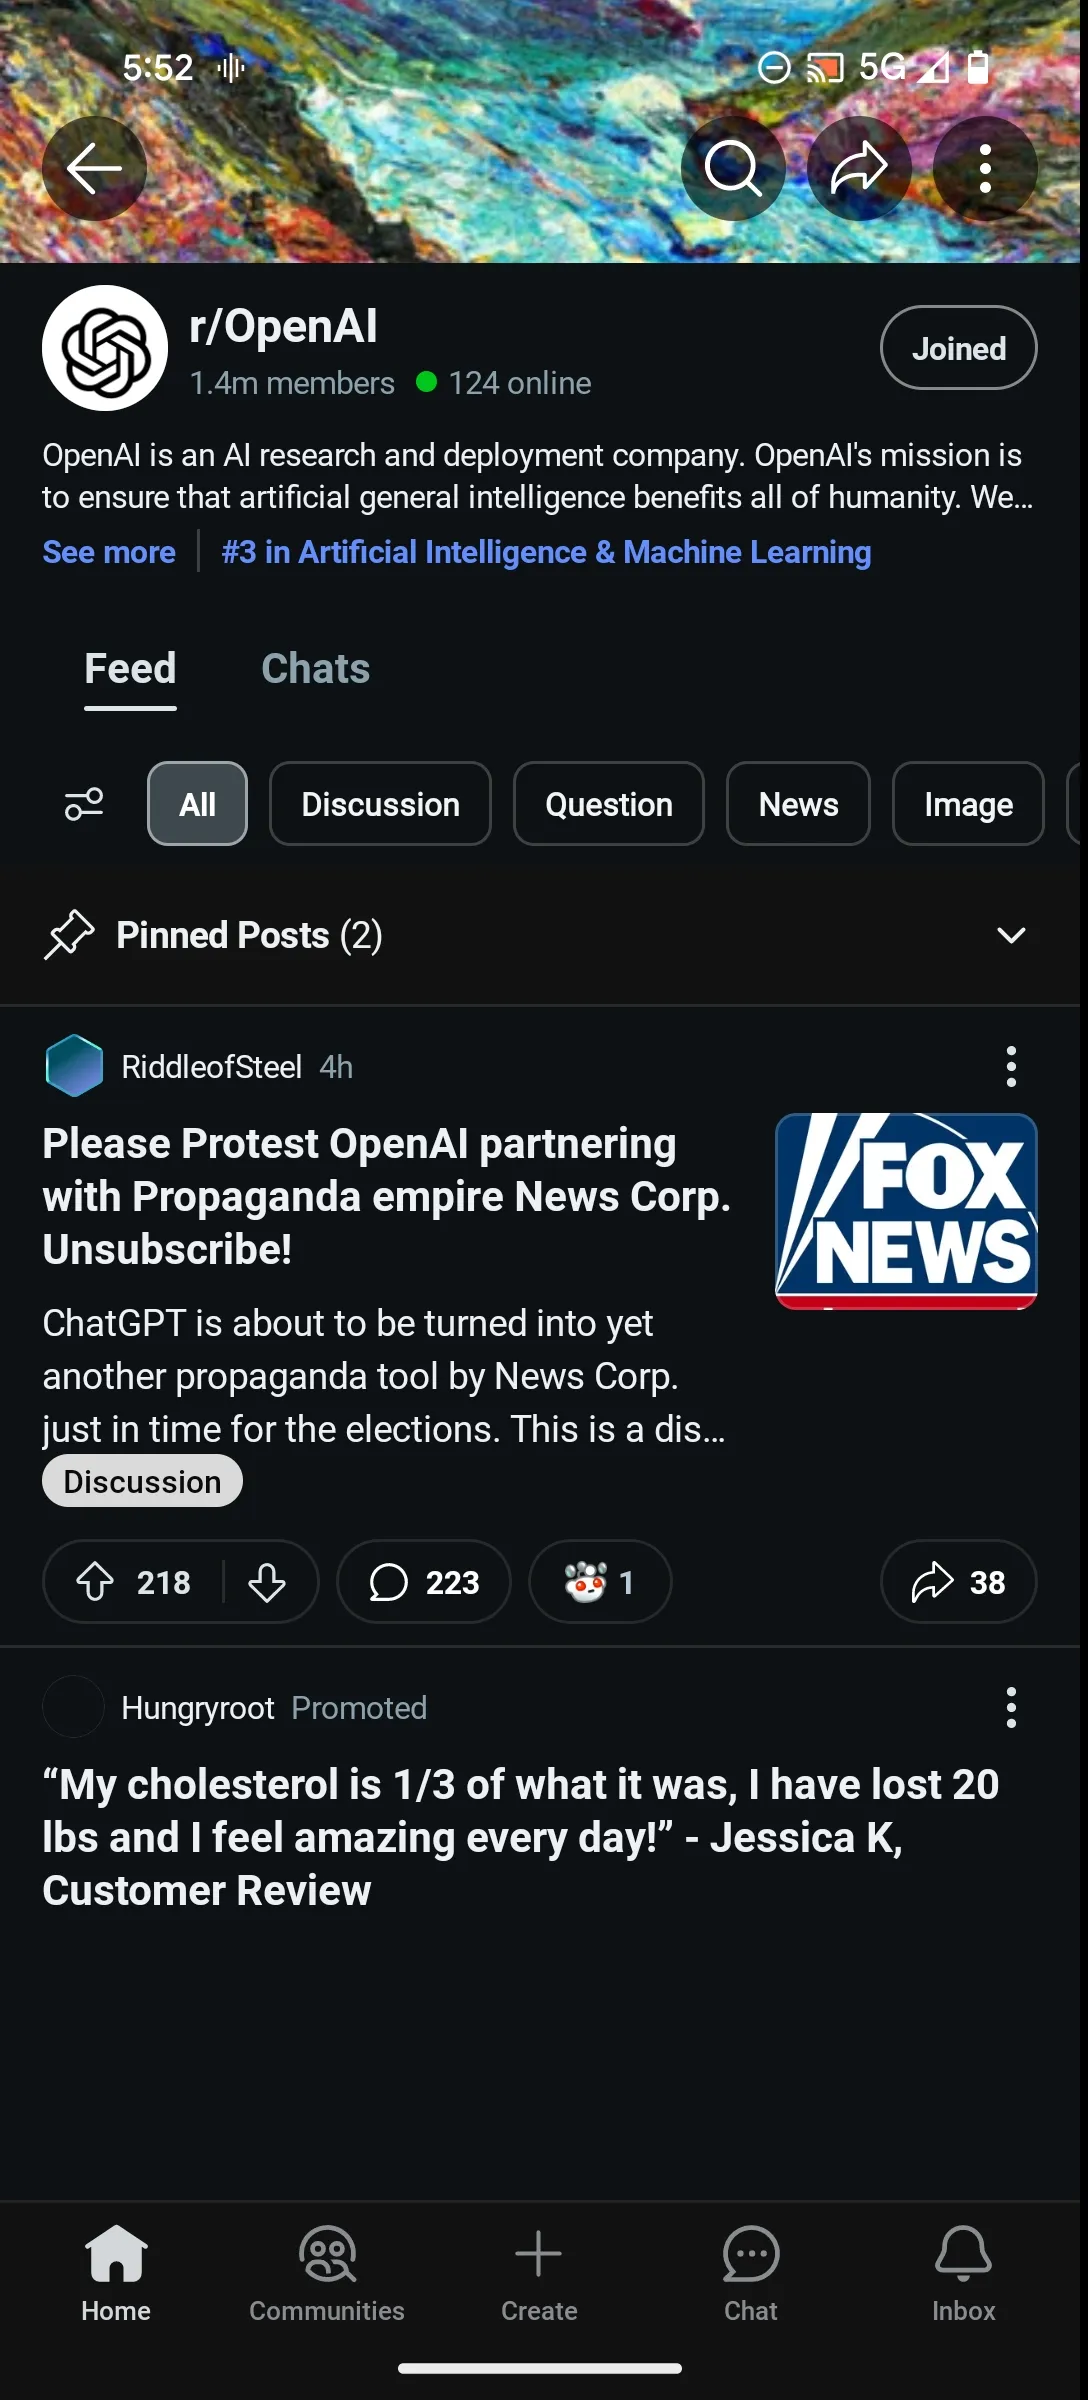 5:52
5G
r/OpenAI
1.4m members 124 online
Joined
OpenAI is an AI research and deployment company. OpenAI's mission is
to ensure that artificial general intelligence benefits all of humanity. We...
See more #3 in Artificial Intelligence & Machine Learning
Feed Chats
All Discussion Question News Image
Pinned Posts (2)
RiddleofSteel 4h
Please Protest OpenAI partnering
with Propaganda empire News Corp.
Unsubscribe!
FOX
NEWS
ChatGPT is about to be turned into yet
another propaganda tool by News Corp.
just in time for the elections. This is a dis...
Discussion
218 223 1 38
Hungryroot Promoted
“My cholesterol is 1/3 of what it was, I have lost 20
lbs and I feel amazing every day!” - Jessica K,
Customer Review
Home Communities Create Chat Inbox